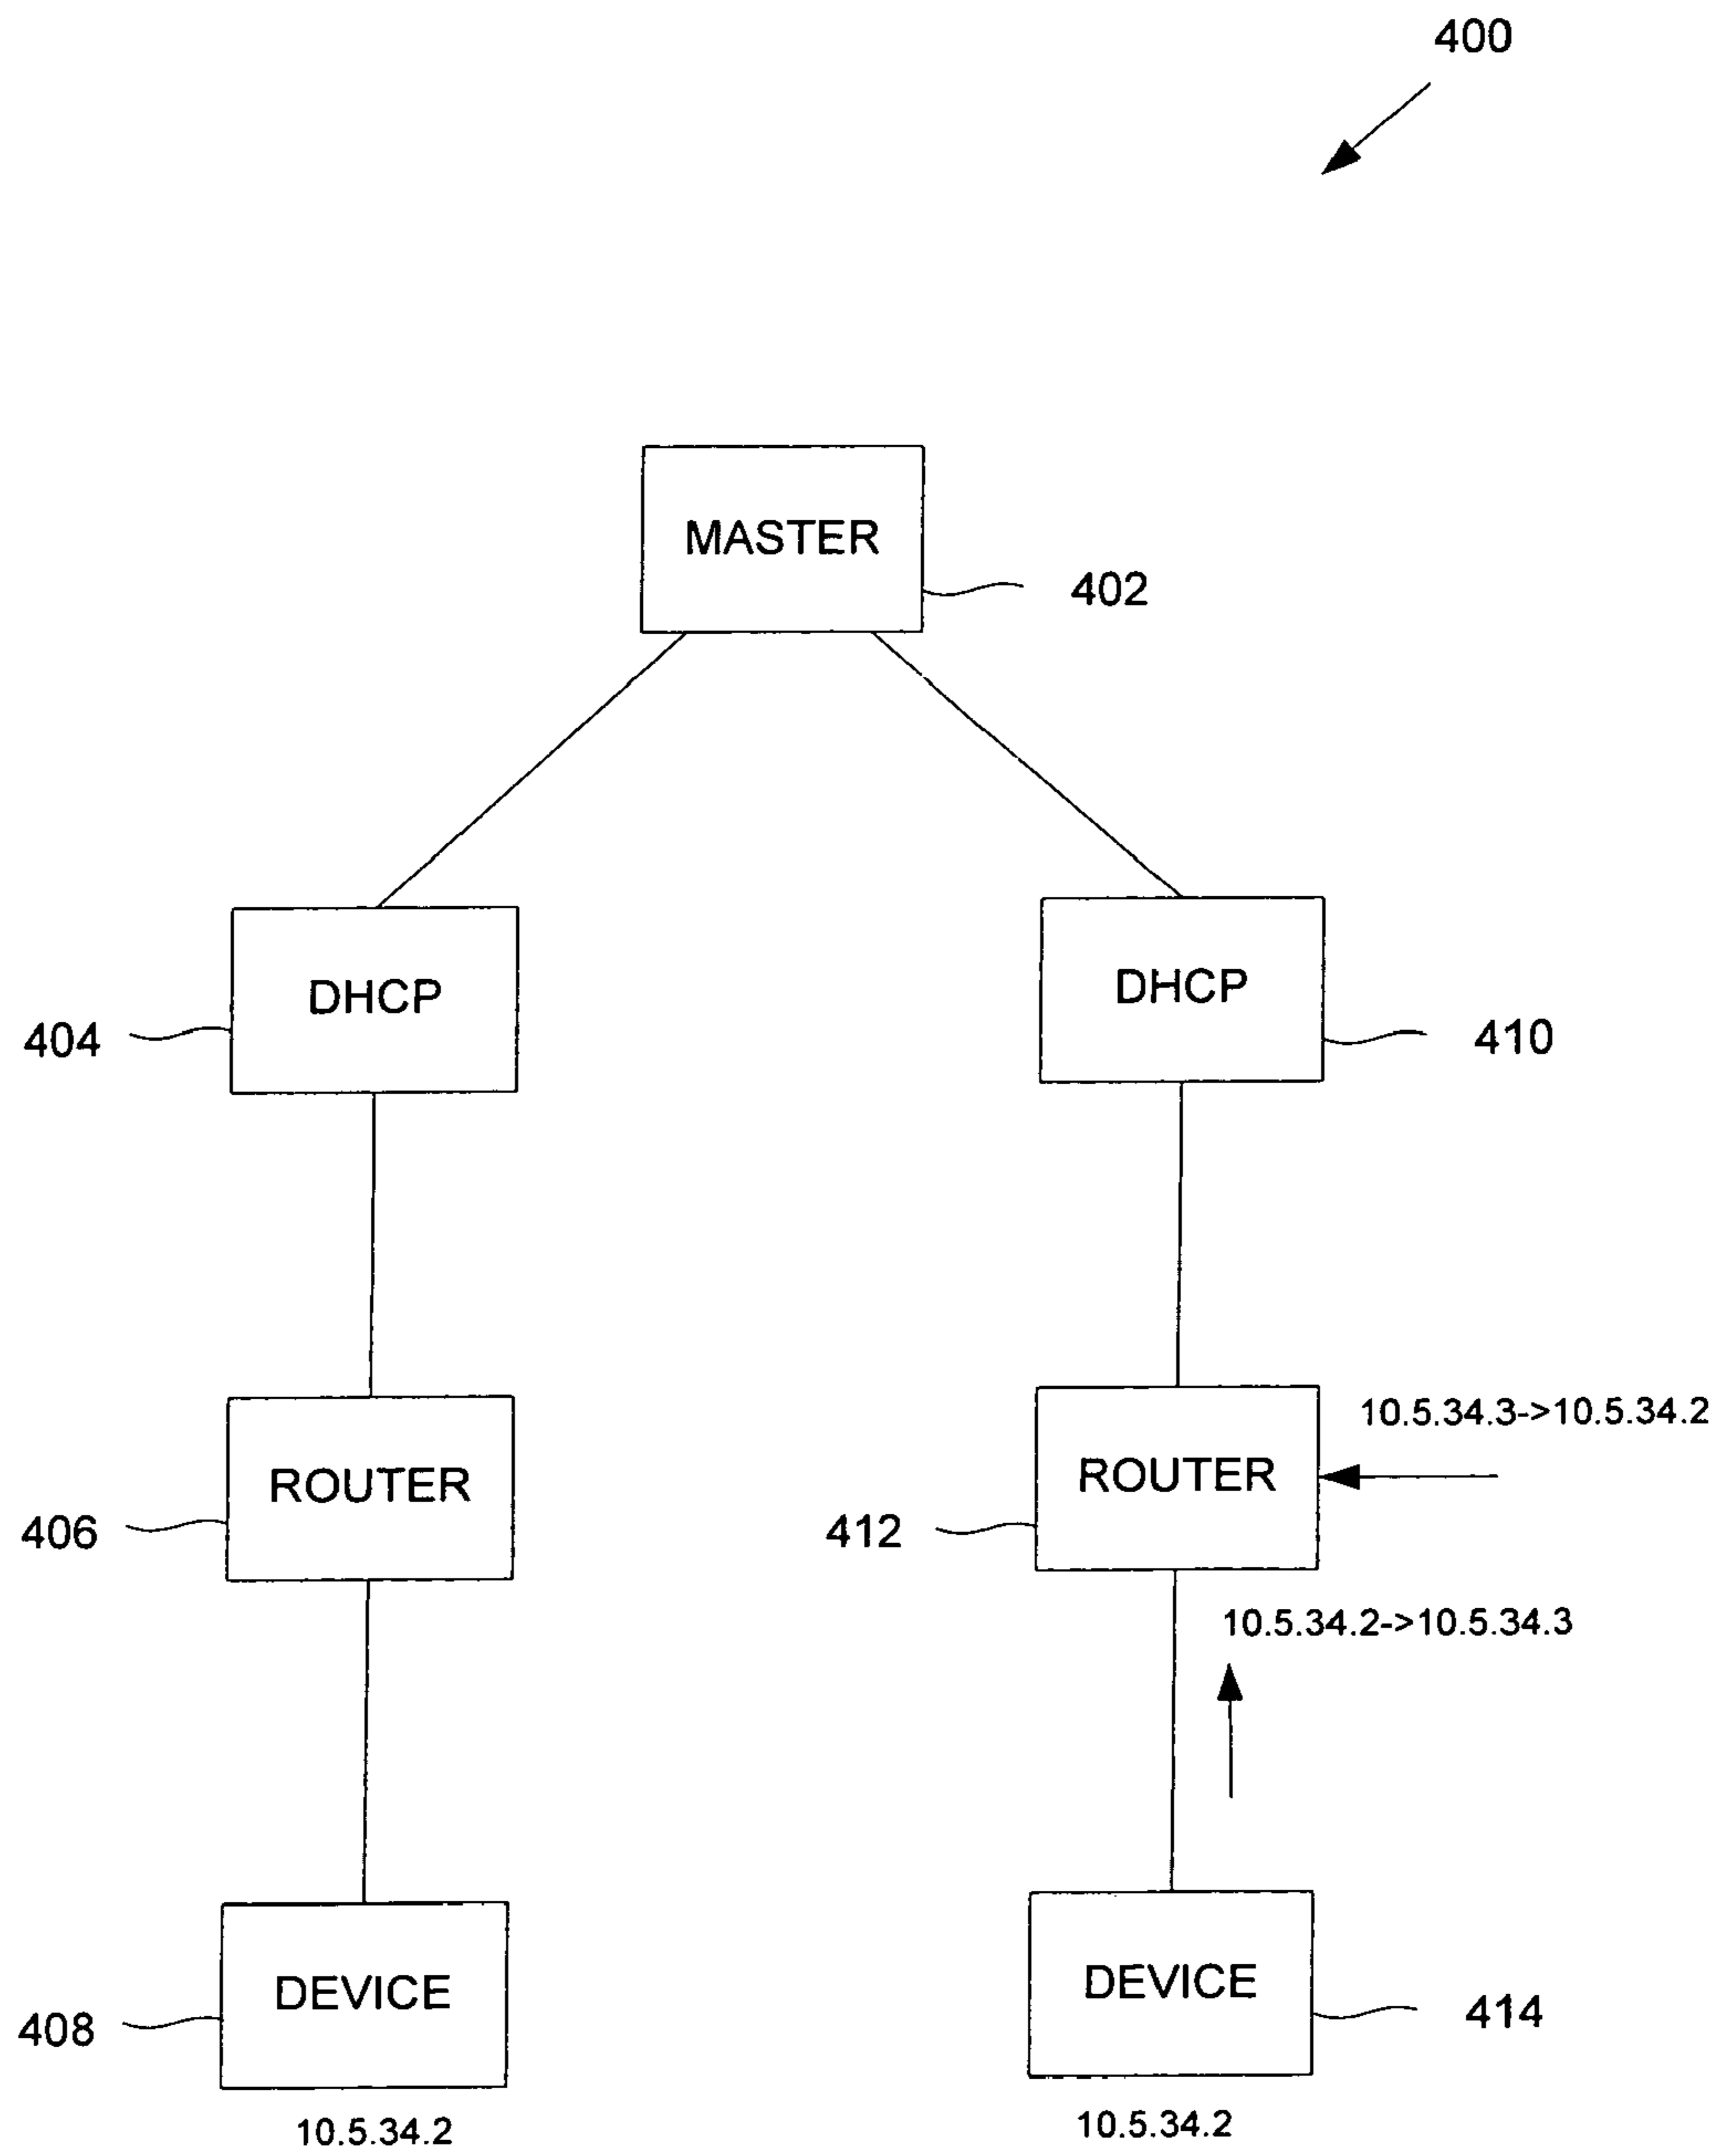 400
MASTER
402
DHCP
DHCP
404
410
10.5.34.3->10.5.34.2
ROUTER
ROUTER
406
412
10.5.34.2->10.5.34.3
DEVICE
DEVICE
408
414
10.5.34.2
10.5.34.2